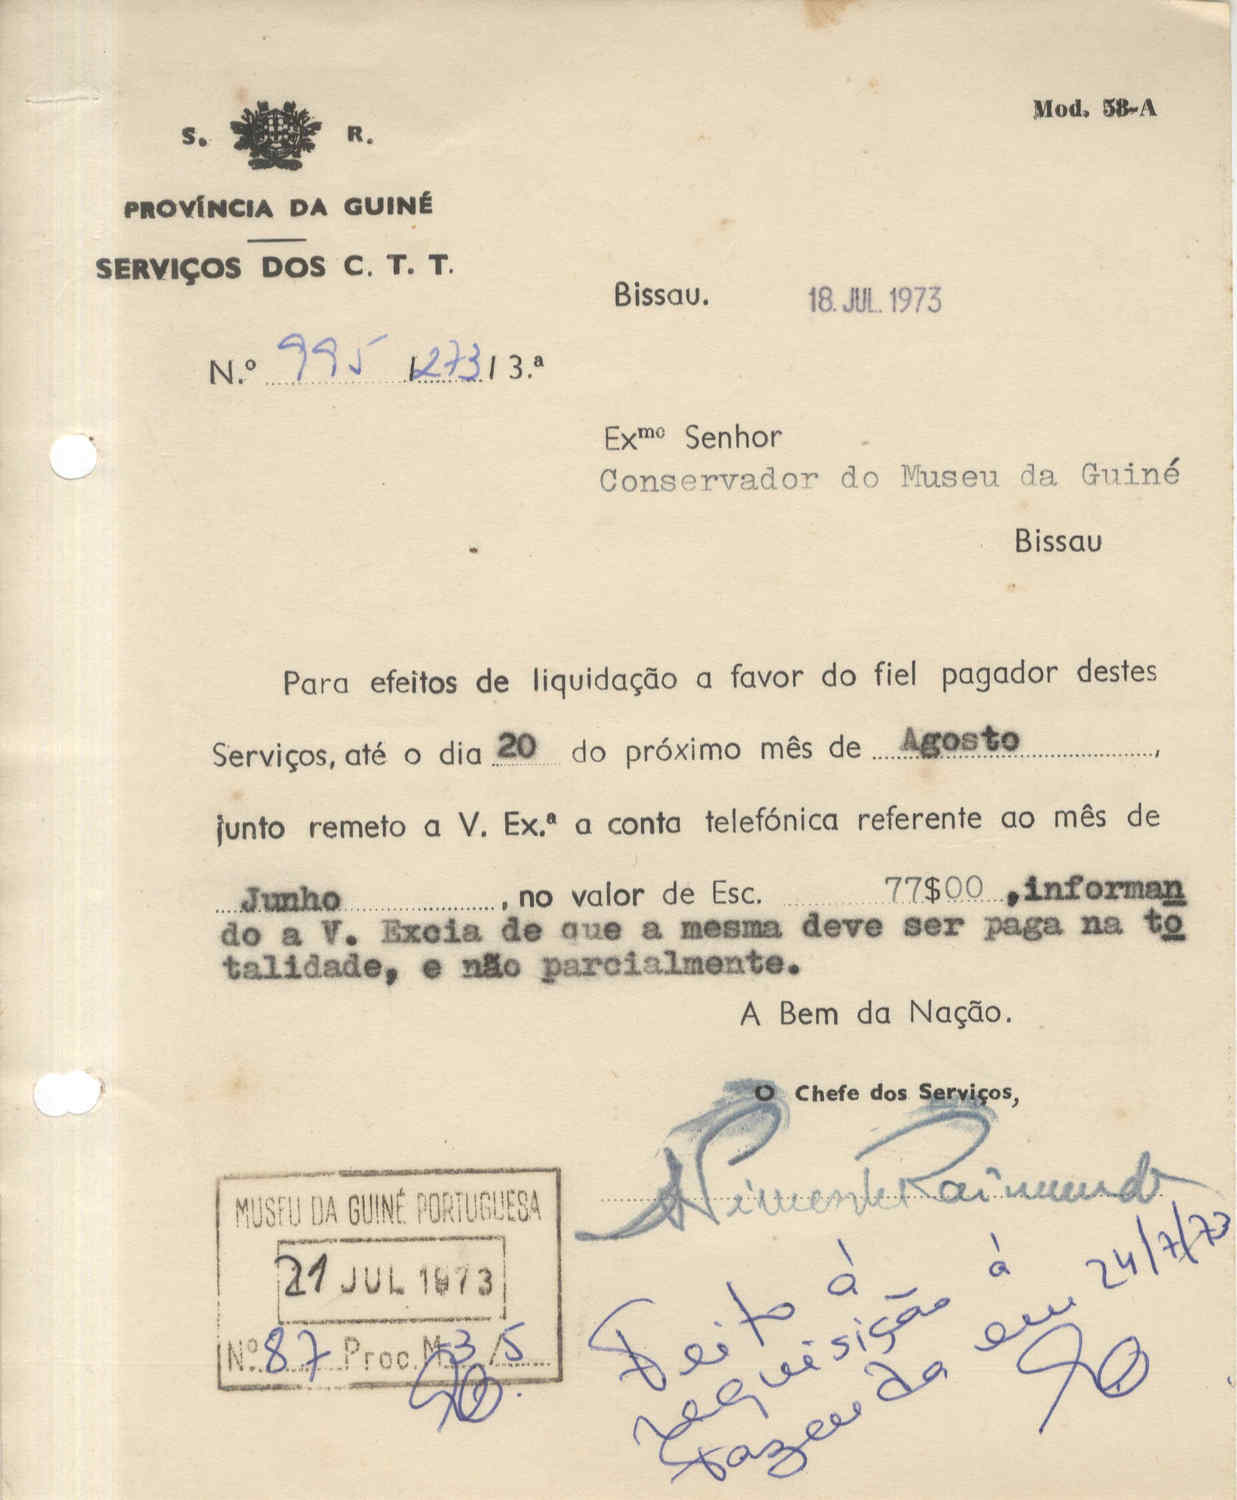 Mod. 58-A
S. R.
PROVÍNCIA DA GUINÉ
SERVIÇOS DOS C. T. T.
Bissau. 18. JUL. 1973
N.º 995 /273/ 3.ª
Exmo Senhor
Conservador do Museu da Guiné
Bissau
Para efeitos de liquidação a favor do fiel pagador destes
Serviços, até o dia 20 do próximo mês de Agosto,
junto remeto a V. Ex.ª a conta telefónica referente ao mês de
Junho, no valor de Esc. 77$00, informan
do a V. Excia de que a mesma deve ser paga na to
talidade, e não parcialmente.
A Bem da Nação.
O Chefe dos Serviços,
Raimundo
MUSEU DA GUINÉ PORTUGUESA
21 JUL 1973
Nº 87 Proc. M 3/5
Feito à
requisição à
Fazenda em 24/7/73